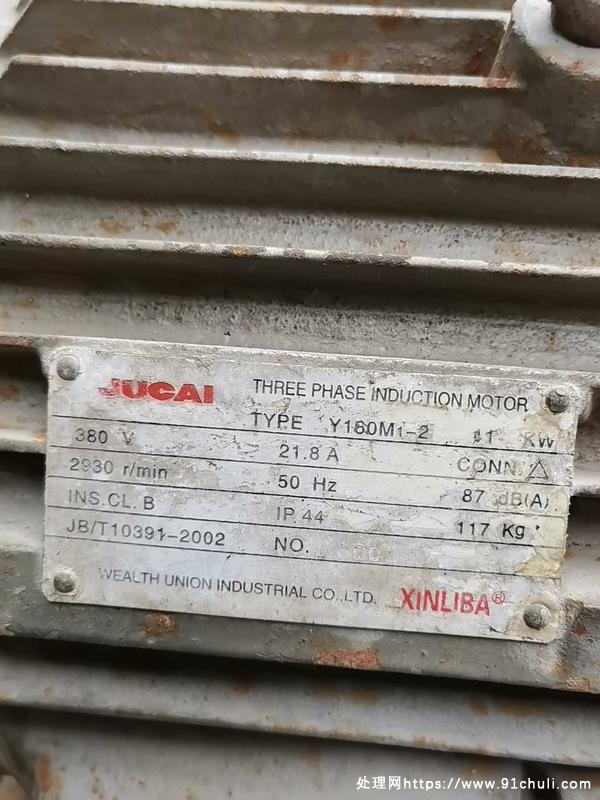 JUCAI THREE PHASE INDUCTION MOTOR
TYPE Y160M1-2 11 KW
380 V 21.8 A CONN. △
2930 r/min 50 Hz 87 dB(A)
INS.CL. B IP 44 117 Kg
JB/T10391-2002 NO.
WEALTH UNION INDUSTRIAL CO., LTD. XINLIBA®
处理网https://www.91chuli.com